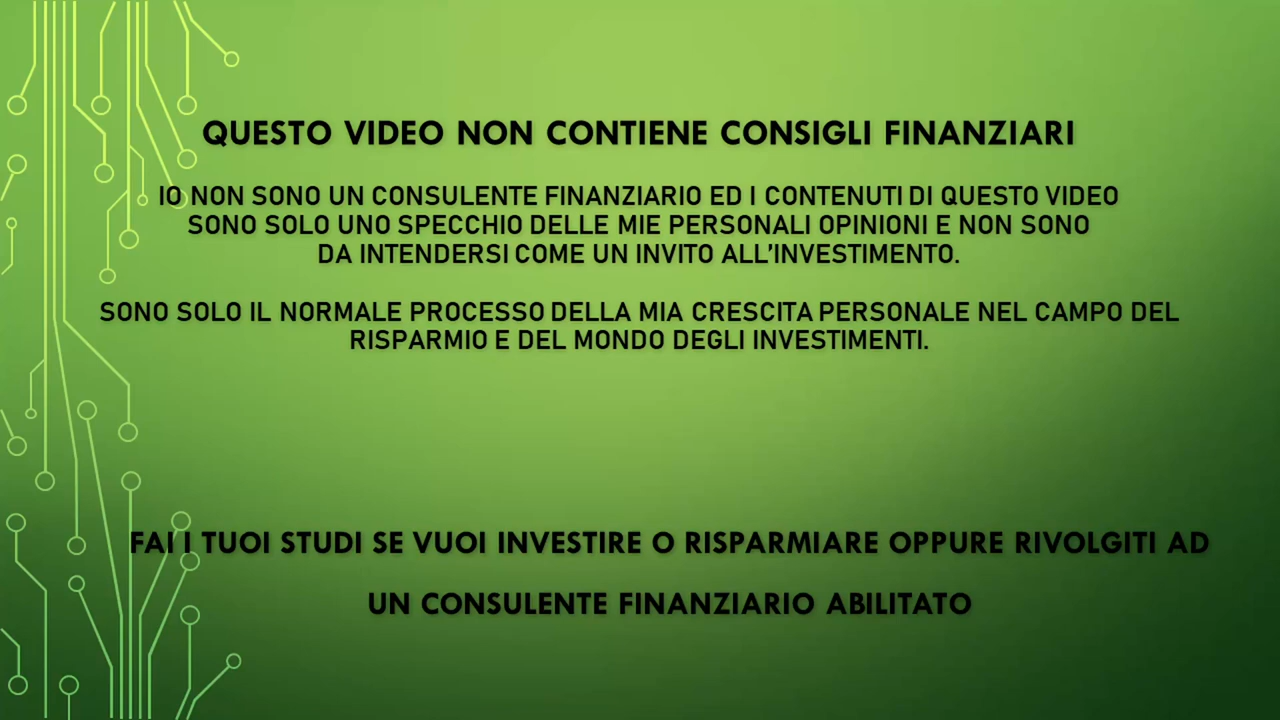 QUESTO VIDEO NON CONTIENE CONSIGLI FINANZIARI
IO NON SONO UN CONSULENTE FINANZIARIO ED I CONTENUTI DI QUESTO VIDEO
SONO SOLO UNO SPECCHIO DELLE MIE PERSONALI OPINIONI E NON SONO
DA INTENDERSI COME UN INVITO ALL'INVESTIMENTO.
SONO SOLO IL NORMALE PROCESSO DELLA MIA CRESCITA PERSONALE NEL CAMPO DEL
RISPARMIO E DEL MONDO DEGLI INVESTIMENTI.
FAI I TUOI STUDI SE VUOI INVESTIRE O RISPARMIARE OPPURE RIVOLGITI AD
UN CONSULENTE FINANZIARIO ABILITATO